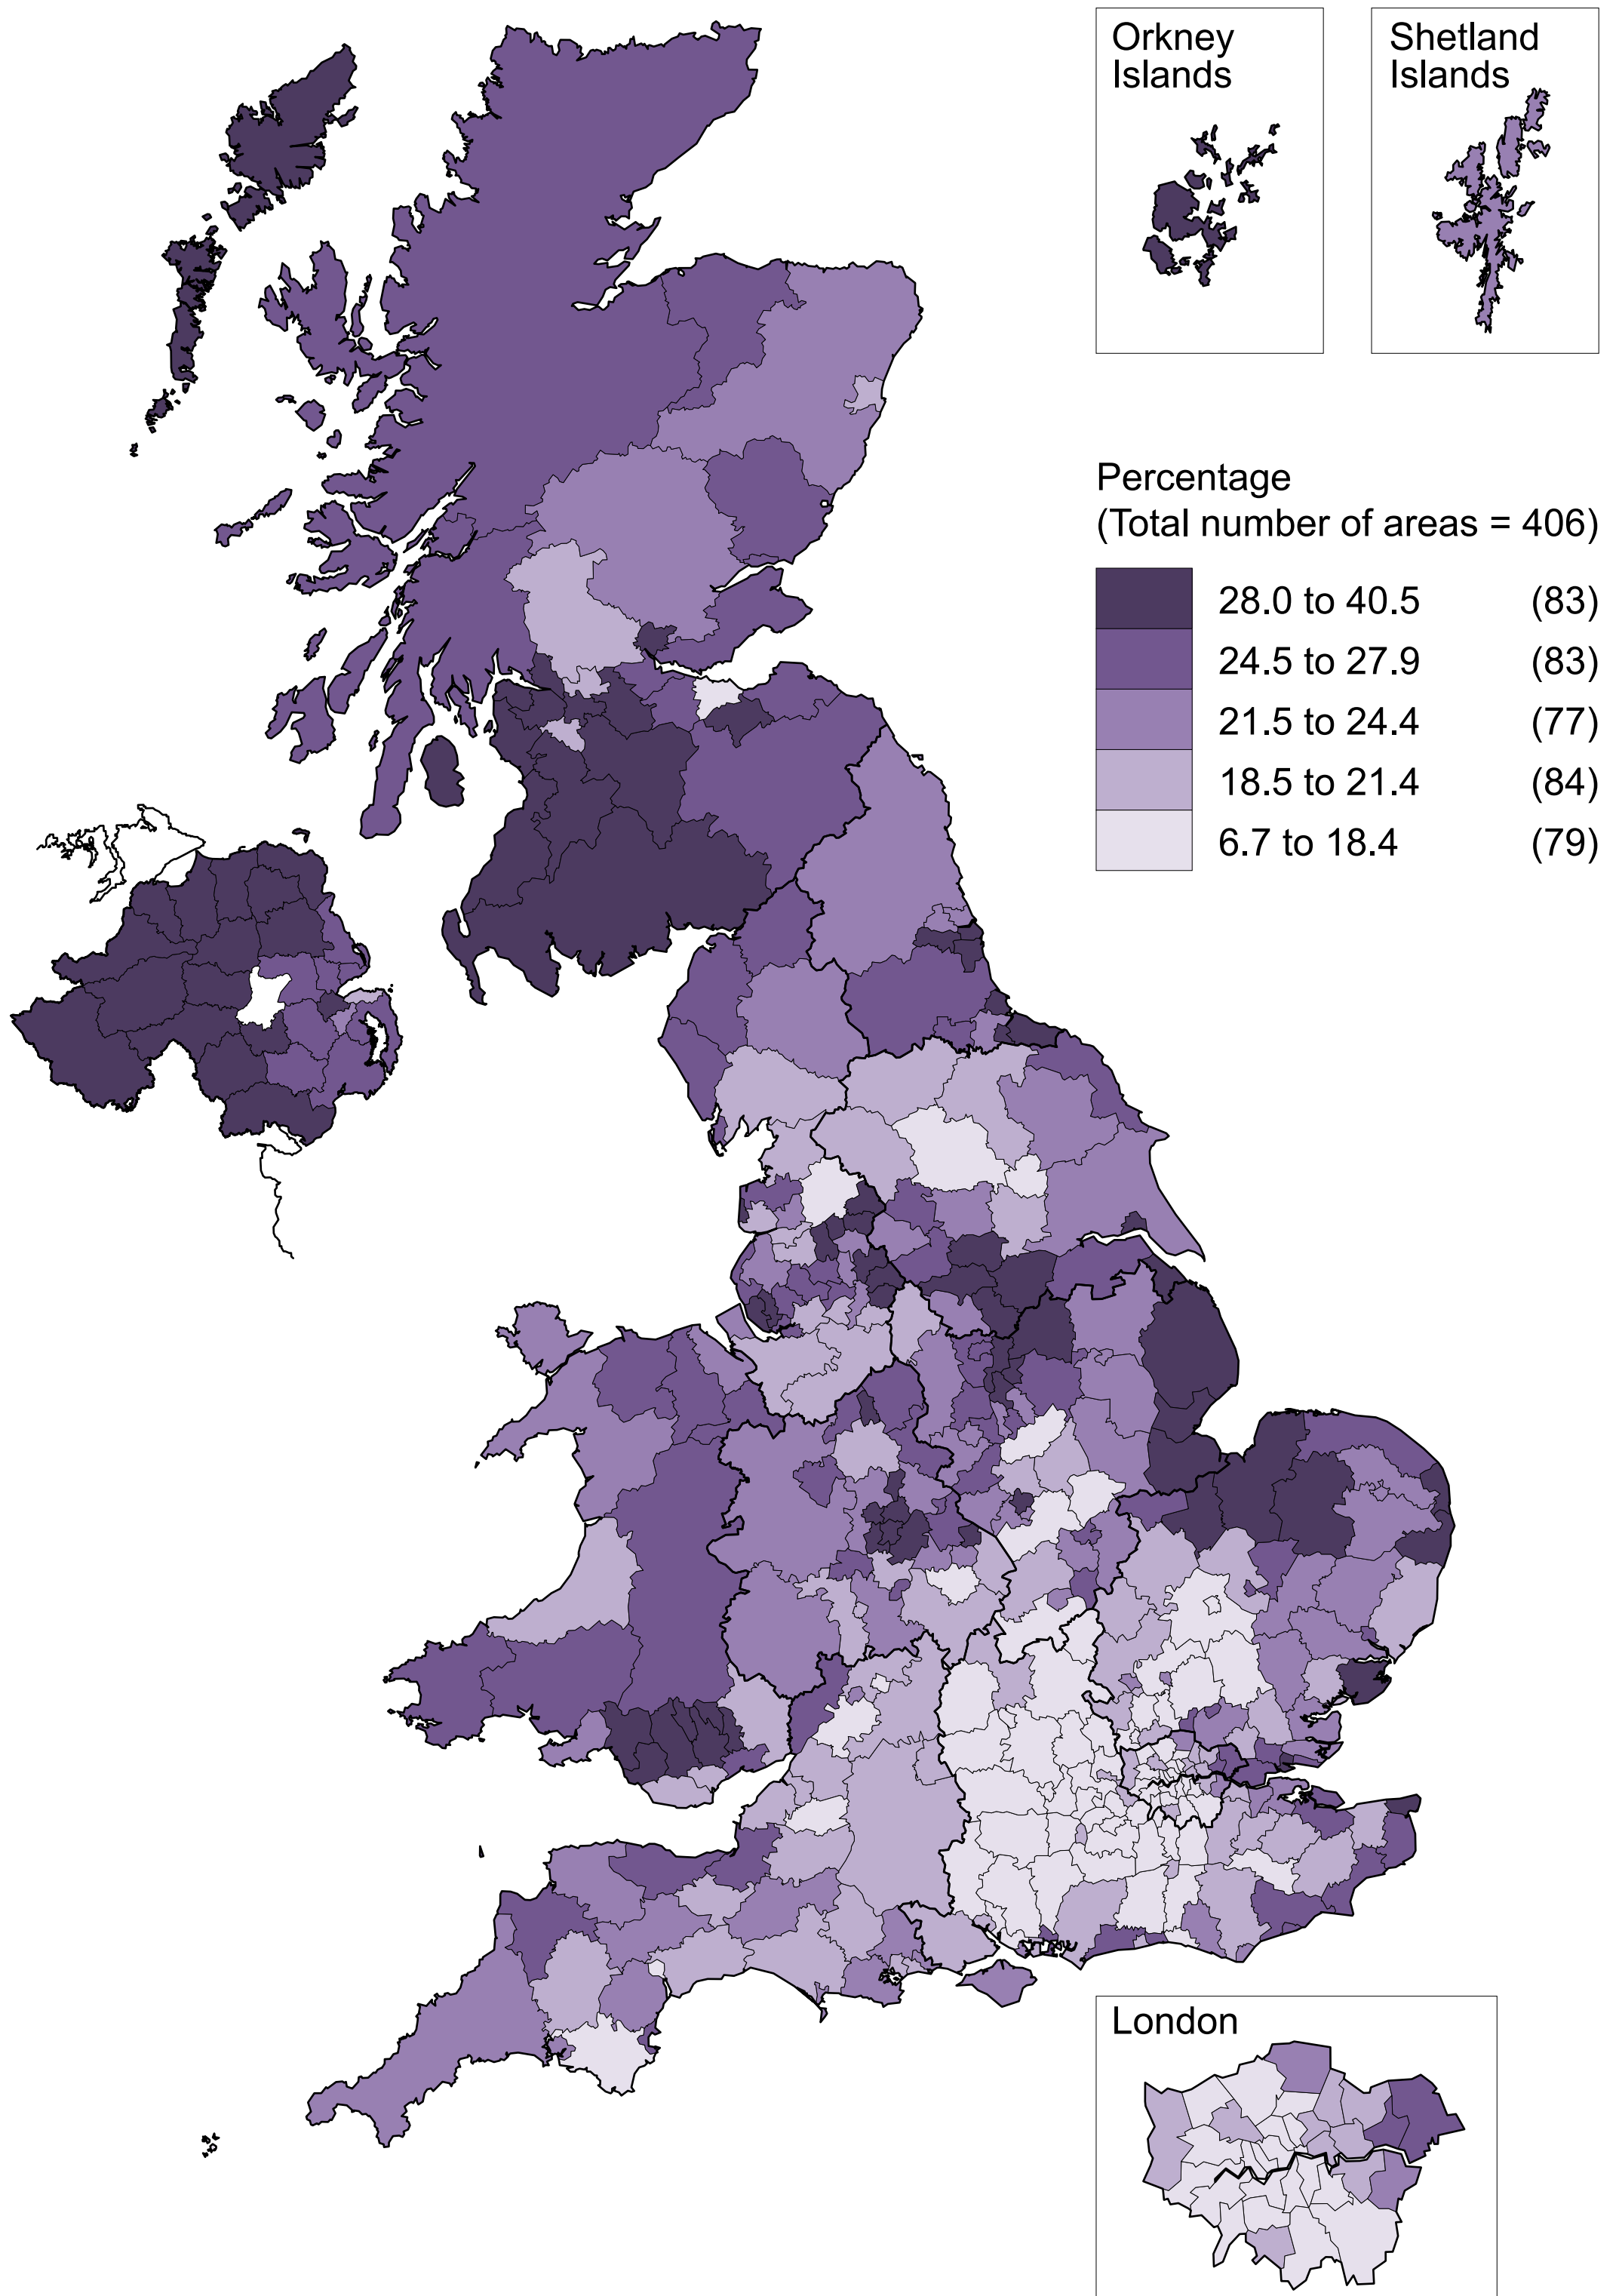 Orkney
Islands
Shetland
Islands
Percentage
(Total number of areas = 406)
28.0 to 40.5 (83)
24.5 to 27.9 (83)
21.5 to 24.4 (77)
18.5 to 21.4 (84)
6.7 to 18.4 (79)
London